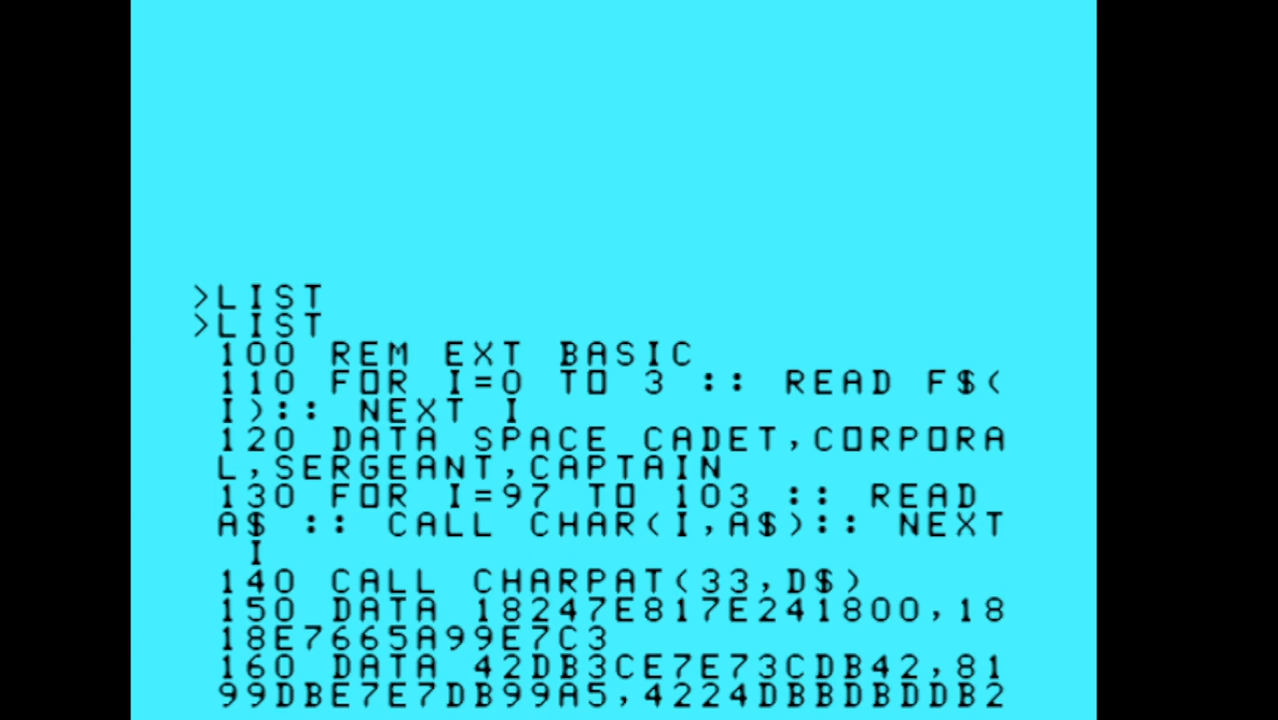 >LIST
>LIST
100 REM EXT BASIC
110 FOR I=0 TO 3 :: READ F$(
I):: NEXT I
120 DATA SPACE CADET,CORPORA
L,SERGEANT,CAPTAIN
130 FOR I=97 TO 103 :: READ
A$ :: CALL CHAR(I,A$):: NEXT
I
140 CALL CHARPAT(33,D$)
150 DATA 18247E817E241800,18
18E7665A99E7C3
160 DATA 42DB3CE7E73CDB42,81
99DBE7E7DB99A5,4224DBBDBDDB2